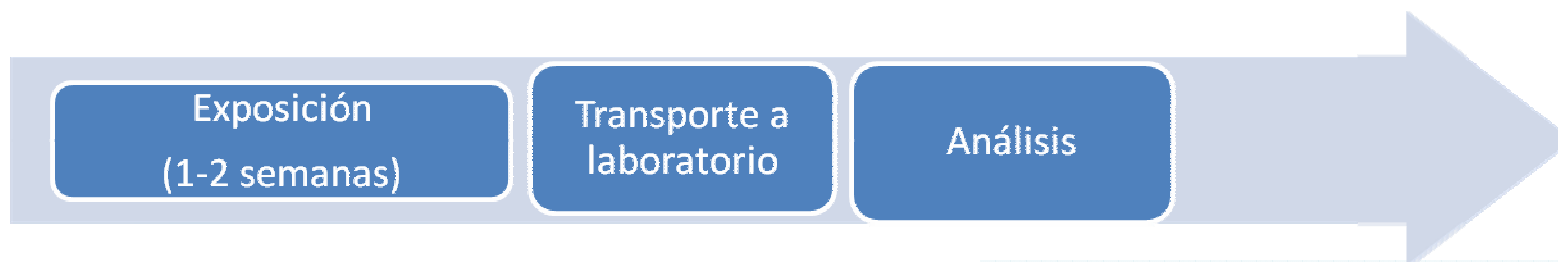 Exposición
(1-2 semanas)
Transporte a
laboratorio
Análisis